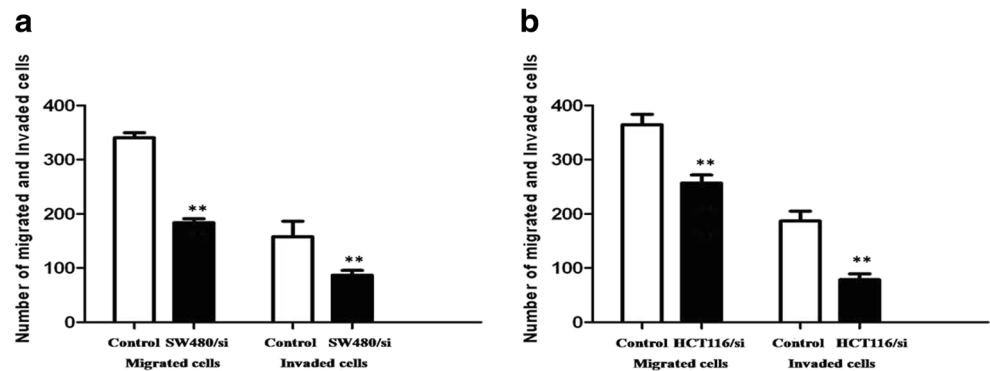 a
Number of migrated and Invaded cells
400
300
200
100
0
**
**
Control SW480/si Control SW480/si
Migrated cells Invaded cells
b
Number of migrated and Invaded cells
400
300
200
100
0
**
**
Control HCT116/si Control HCT116/si
Migrated cells Invaded cells